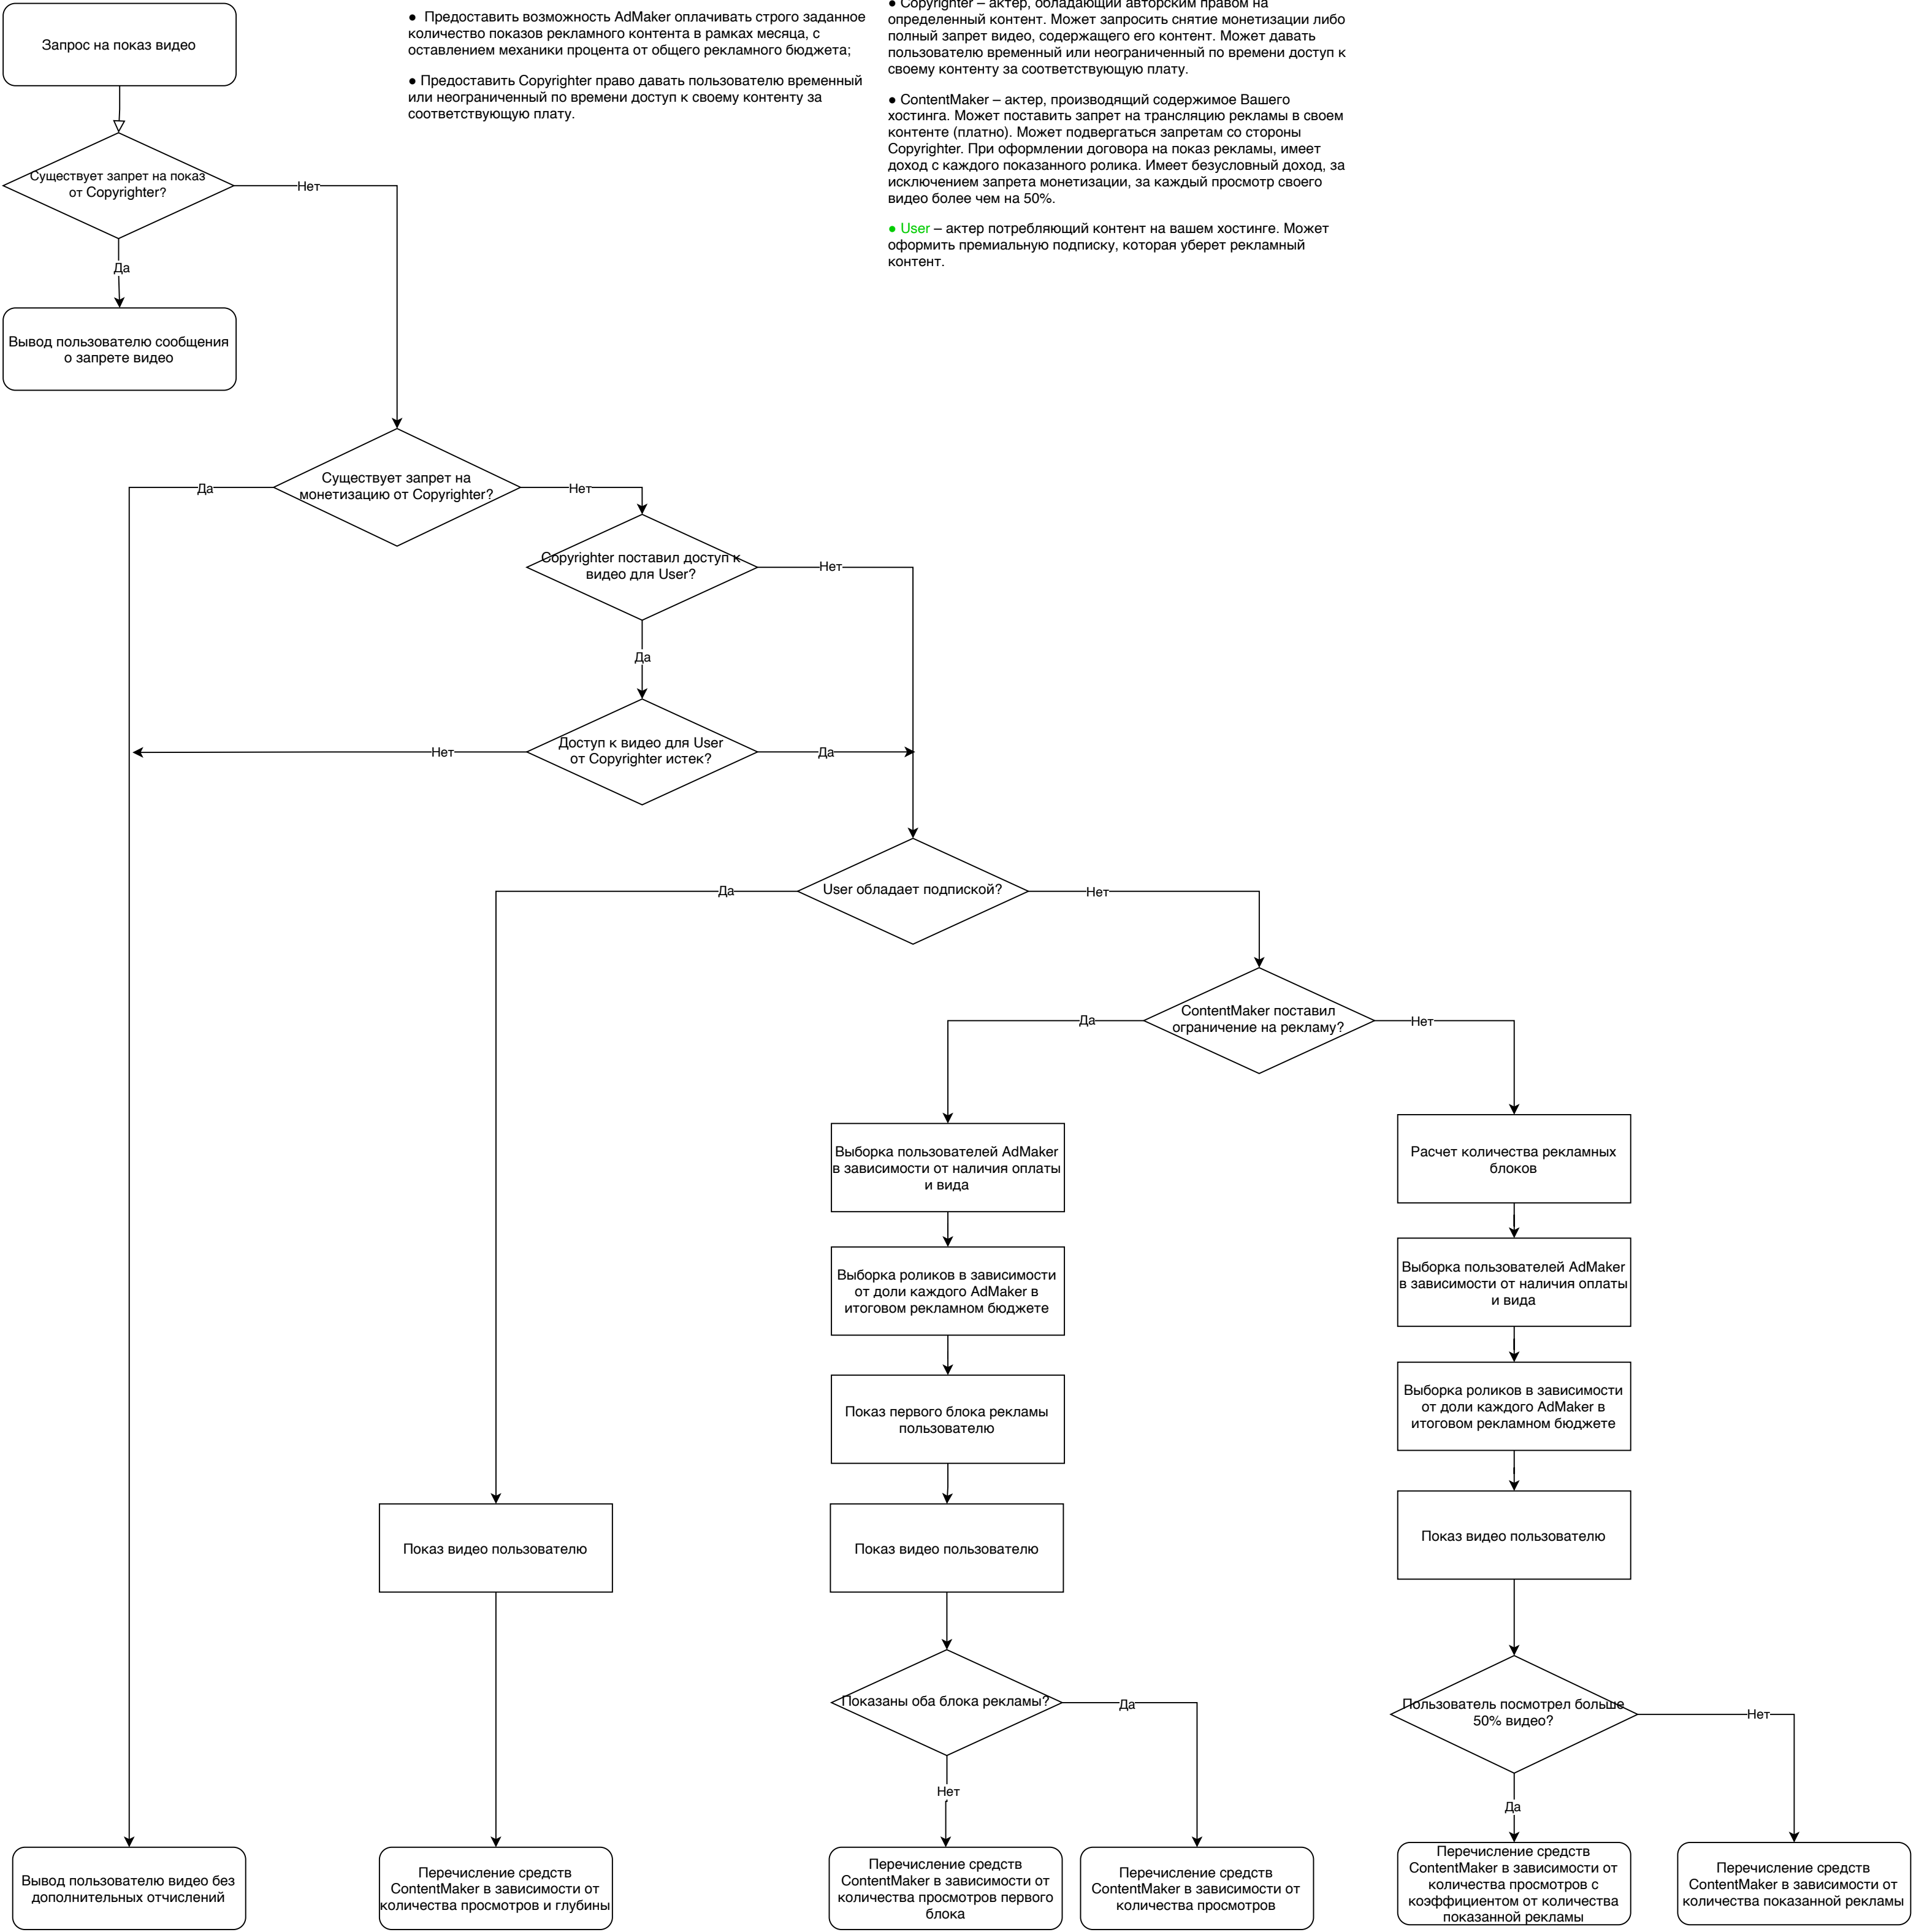 Запрос на показ видео
● Предоставить возможность AdMaker оплачивать строго заданное
количество показов рекламного контента в рамках месяца, с
оставлением механики процента от общего рекламного бюджета;
● Предоставить Copyrighter право давать пользователю временный
или неограниченный по времени доступ к своему контенту за
соответствующую плату.
● Copyrighter – актер, обладающий авторским правом на
определенный контент. Может запросить снятие монетизации либо
полный запрет видео, содержащего его контент. Может давать
пользователю временный или неограниченный по времени доступ к
своему контенту за соответствующую плату.
● ContentMaker – актер, производящий содержимое Вашего
хостинга. Может поставить запрет на трансляцию рекламы в своем
контенте (платно). Может подвергаться запретам со стороны
Copyrighter. При оформлении договора на показ рекламы, имеет
доход с каждого показанного ролика. Имеет безусловный доход, за
исключением запрета монетизации, за каждый просмотр своего
видео более чем на 50%.
● User – актер потребляющий контент на вашем хостинге. Может
оформить премиальную подписку, которая уберет рекламный
контент.
Существует запрет на показ
от Copyrighter?
Нет
Да
Вывод пользователю сообщения
о запрете видео
Существует запрет на
монетизацию от Copyrighter?
Да
Нет
Copyrighter поставил доступ к
видео для User?
Нет
Да
Доступ к видео для User
от Copyrighter истек?
Нет
Да
User обладает подпиской?
Да
Нет
ContentMaker поставил
ограничение на рекламу?
Да
Нет
Выборка пользователей AdMaker
в зависимости от наличия оплаты
и вида
Расчет количества рекламных
блоков
Выборка роликов в зависимости
от доли каждого AdMaker в
итоговом рекламном бюджете
Выборка пользователей AdMaker
в зависимости от наличия оплаты
и вида
Показ первого блока рекламы
пользователю
Выборка роликов в зависимости
от доли каждого AdMaker в
итоговом рекламном бюджете
Показ видео пользователю
Показ видео пользователю
Показ видео пользователю
Показаны оба блока рекламы?
Да
Нет
Пользователь посмотрел больше
50% видео?
Нет
Да
Вывод пользователю видео без
дополнительных отчислений
Перечисление средств
ContentMaker в зависимости от
количества просмотров и глубины
Перечисление средств
ContentMaker в зависимости от
количества просмотров первого
блока
Перечисление средств
ContentMaker в зависимости от
количества просмотров
Перечисление средств
ContentMaker в зависимости от
количества просмотров с
коэффициентом от количества
показанной рекламы
Перечисление средств
ContentMaker в зависимости от
количества показанной рекламы